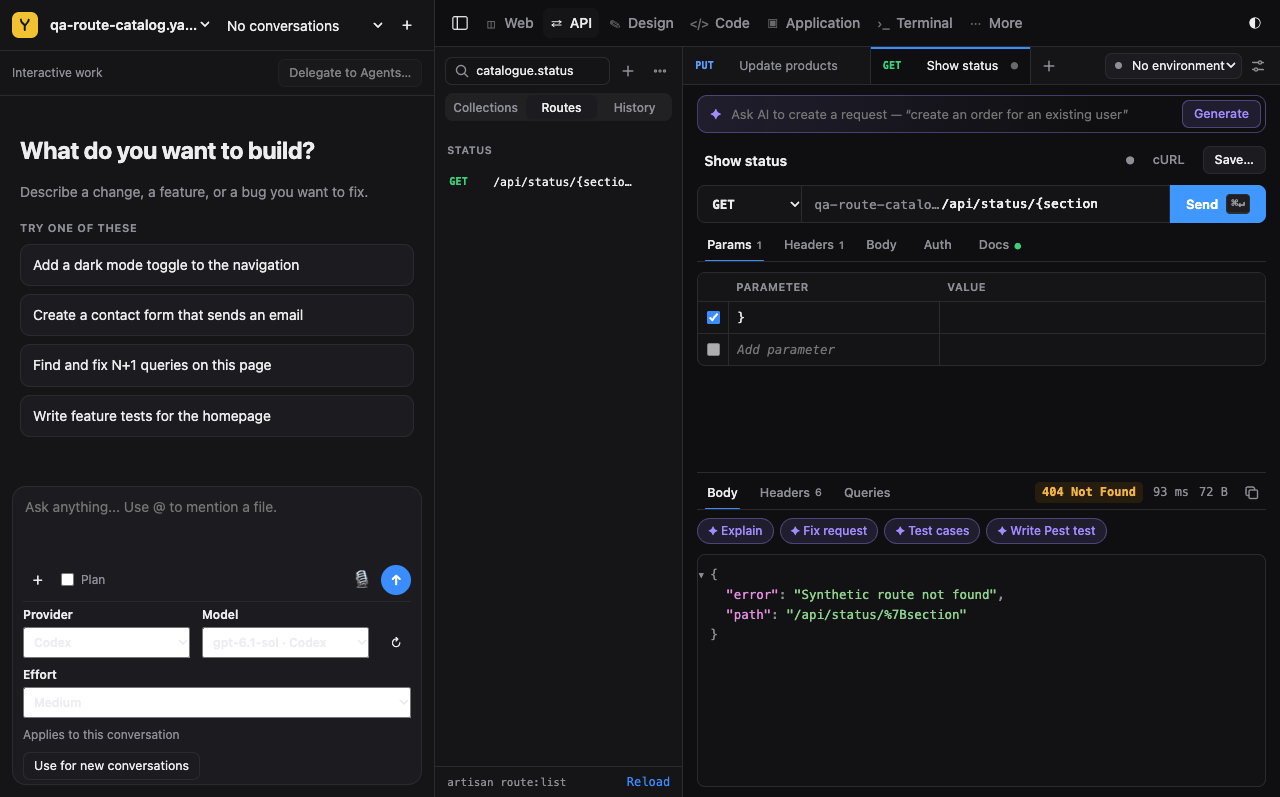 Y
qa-route-catalog.ya...
No conversations
+
Interactive work
Delegate to Agents...
What do you want to build?
Describe a change, a feature, or a bug you want to fix.
TRY ONE OF THESE
Add a dark mode toggle to the navigation
Create a contact form that sends an email
Find and fix N+1 queries on this page
Write feature tests for the homepage
Ask anything... Use @ to mention a file.
+
Plan
Provider
Model
Codex
gpt-6.1-sol · Codex
Effort
Medium
Applies to this conversation
Use for new conversations
Web
API
Design
</> Code
Application
>_ Terminal
··· More
catalogue.status
+
Collections
Routes
History
STATUS
GET /api/status/{sectio…
artisan route:list
Reload
PUT Update products
GET Show status
+
No environment
Ask AI to create a request — “create an order for an existing user”
Generate
Show status
cURL
Save...
GET
qa-route-catalo…/api/status/{section
Send ⌘↵
Params 1
Headers 1
Body
Auth
Docs
PARAMETER
VALUE
}
Add parameter
Body
Headers 6
Queries
404 Not Found
93 ms
72 B
Explain
Fix request
Test cases
Write Pest test
{
"error": "Synthetic route not found",
"path": "/api/status/%7Bsection"
}